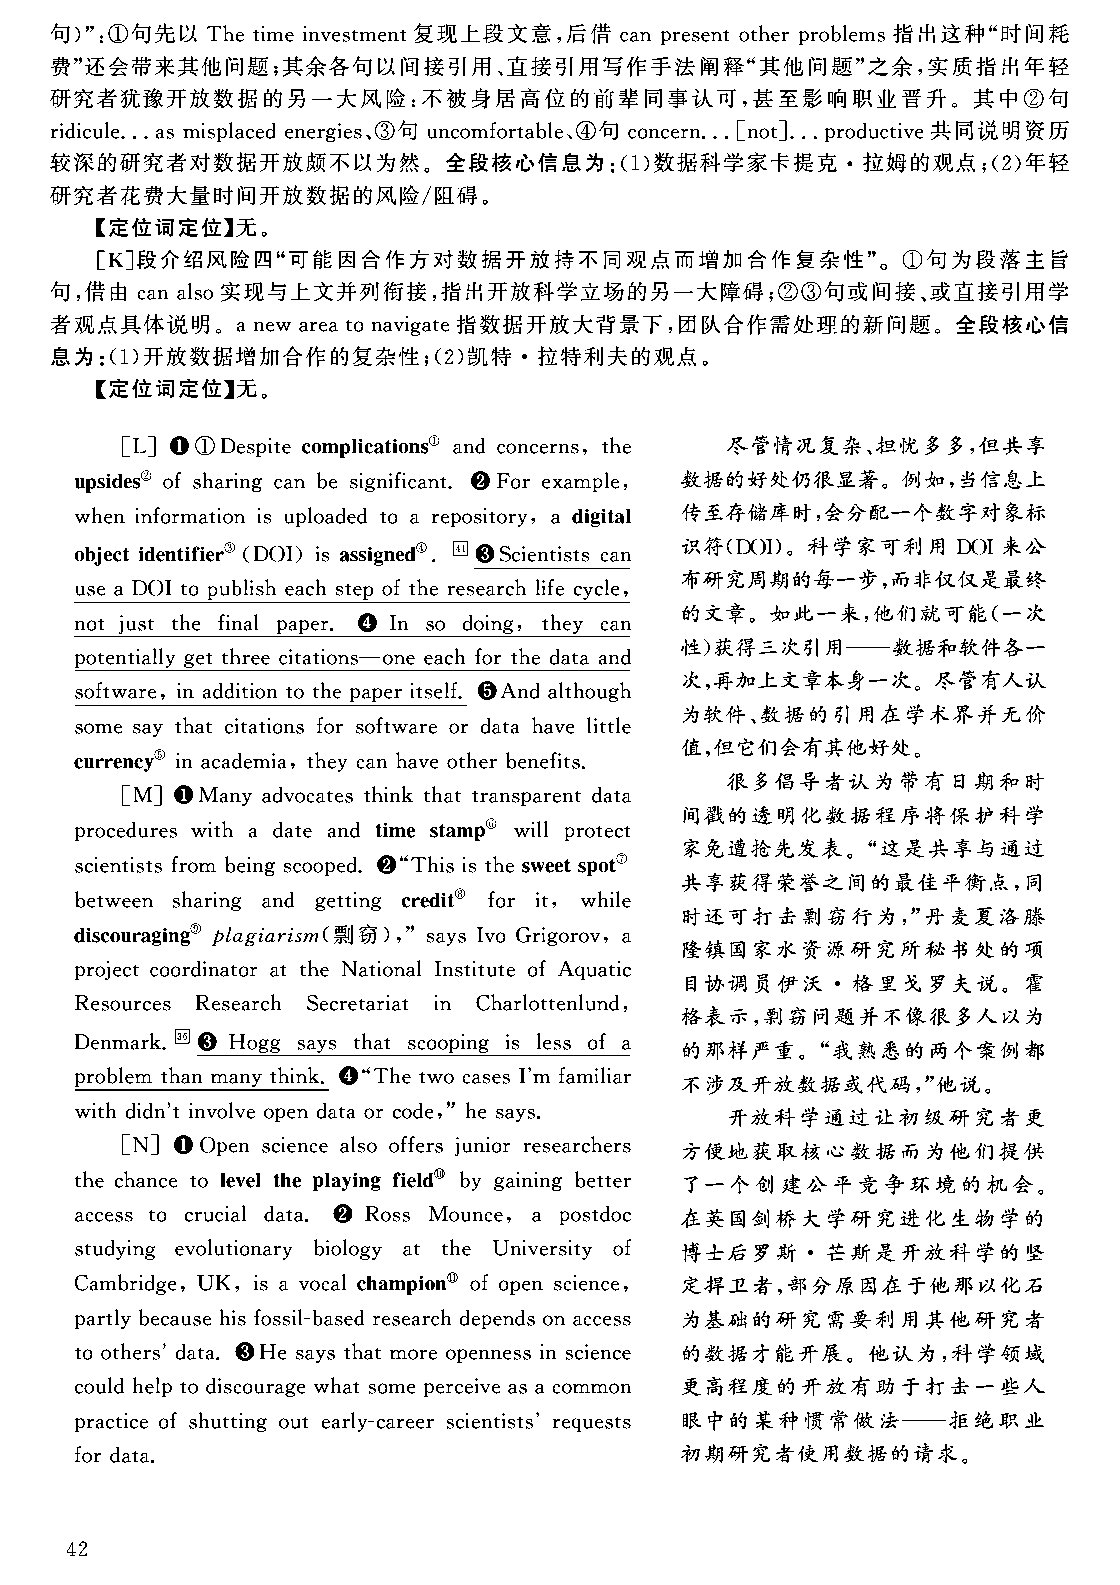 句)”:①句先以 The time investment 复现上段文意,后借 can present other problems 指出这种“时间耗
费”还会带来其他问题;其余各句以间接引用、直接引用写作手法阐释“其他问题”之余,实质指出年轻
研究者犹豫开放数据的另一大风险:不被身居高位的前辈同事认可,甚至影响职业晋升。其中②句
ridicule...as misplaced energies、③句 uncomfortable、④句 concern...[not]...productive 共同说明资历
较深的研究者对数据开放颇不以为然。全段核心信息为:(1)数据科学家卡提克·拉姆的观点;(2)年轻
研究者花费大量时间开放数据的风险/阻碍。
【定位词定位】无。
[K]段介绍风险四“可能因合作方对数据开放持不同观点而增加合作复杂性”。①句为段落主旨
句,借由 can also 实现与上文并列衔接,指出开放科学立场的另一大障碍;②③句或间接、或直接引用学
者观点具体说明。a new area to navigate 指数据开放大背景下,团队合作需处理的新问题。全段核心信
息为:(1)开放数据增加合作的复杂性;(2)凯特·拉特利夫的观点。
【定位词定位】无。
[L] ❶①Despite complications① and concerns, the
upsides② of sharing can be significant. ❷For example,
when information is uploaded to a repository, a digital
object identifier③ (DOI) is assigned④. 41 ❸Scientists can
use a DOI to publish each step of the research life cycle,
not just the final paper. ❹ In so doing, they can
potentially get three citations—one each for the data and
software, in addition to the paper itself. ❺And although
some say that citations for software or data have little
currency⑤ in academia, they can have other benefits.
[M] ❶Many advocates think that transparent data
procedures with a date and time stamp⑥ will protect
scientists from being scooped. ❷“This is the sweet spot⑦
between sharing and getting credit⑧ for it, while
discouraging⑨ plagiarism(剽窃),” says Ivo Grigorov, a
project coordinator at the National Institute of Aquatic
Resources Research Secretariat in Charlottenlund,
Denmark. 36 ❸ Hogg says that scooping is less of a
problem than many think. ❹“The two cases I'm familiar
with didn't involve open data or code,” he says.
[N] ❶Open science also offers junior researchers
the chance to level the playing field⑩ by gaining better
access to crucial data. ❷ Ross Mounce, a postdoc
studying evolutionary biology at the University of
Cambridge, UK, is a vocal champion⑪ of open science,
partly because his fossil-based research depends on access
to others' data. ❸He says that more openness in science
could help to discourage what some perceive as a common
practice of shutting out early-career scientists' requests
for data.
尽管情况复杂、担忧多多,但共享
数据的好处仍很显著。例如,当信息上
传至存储库时,会分配一个数字对象标
识符(DOI)。科学家可利用 DOI 来公
布研究周期的每一步,而非仅仅是最终
的文章。如此一来,他们就可能(一次
性)获得三次引用——数据和软件各一
次,再加上文章本身一次。尽管有人认
为软件、数据的引用在学术界并无价
值,但它们会有其他好处。
很多倡导者认为带有日期和时
间戳的透明化数据程序将保护科学
家免遭抢先发表。“这是共享与通过
共享获得荣誉之间的最佳平衡点,同
时还可打击剽窃行为,”丹麦夏洛滕
隆镇国家水资源研究所秘书处的项
目协调员伊沃·格里戈罗夫说。霍
格表示,剽窃问题并不像很多人以为
的那样严重。“我熟悉的两个案例都
不涉及开放数据或代码,”他说。
开放科学通过让初级研究者更
方便地获取核心数据而为他们提供
了一个创建公平竞争环境的机会。
在英国剑桥大学研究进化生物学的
博士后罗斯·芒斯是开放科学的坚
定捍卫者,部分原因在于他那以化石
为基础的研究需要利用其他研究者
的数据才能开展。他认为,科学领域
更高程度的开放有助于打击一些人
眼中的某种惯常做法——拒绝职业
初期研究者使用数据的请求。
42